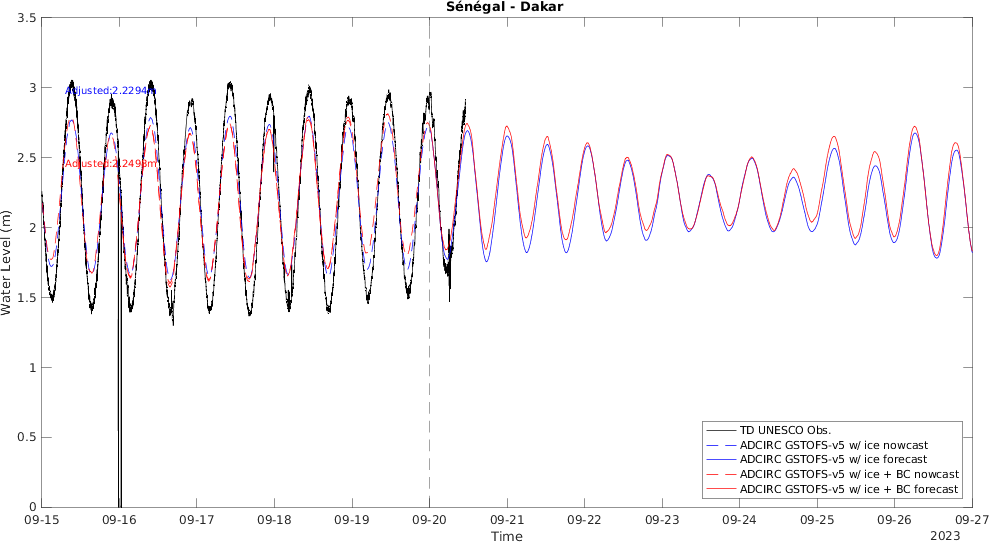 Sénégal - Dakar
3.5
3
2.5
2
1.5
1
0.5
0
Water Level (m)
Adjusted:2.2294m
Adjusted:2.2498m
TD UNESCO Obs.
ADCIRC GSTOFS-v5 w/ ice nowcast
ADCIRC GSTOFS-v5 w/ ice forecast
ADCIRC GSTOFS-v5 w/ ice + BC nowcast
ADCIRC GSTOFS-v5 w/ ice + BC forecast
09-15 09-16 09-17 09-18 09-19 09-20 09-21 09-22 09-23 09-24 09-25 09-26 09-27
Time
2023